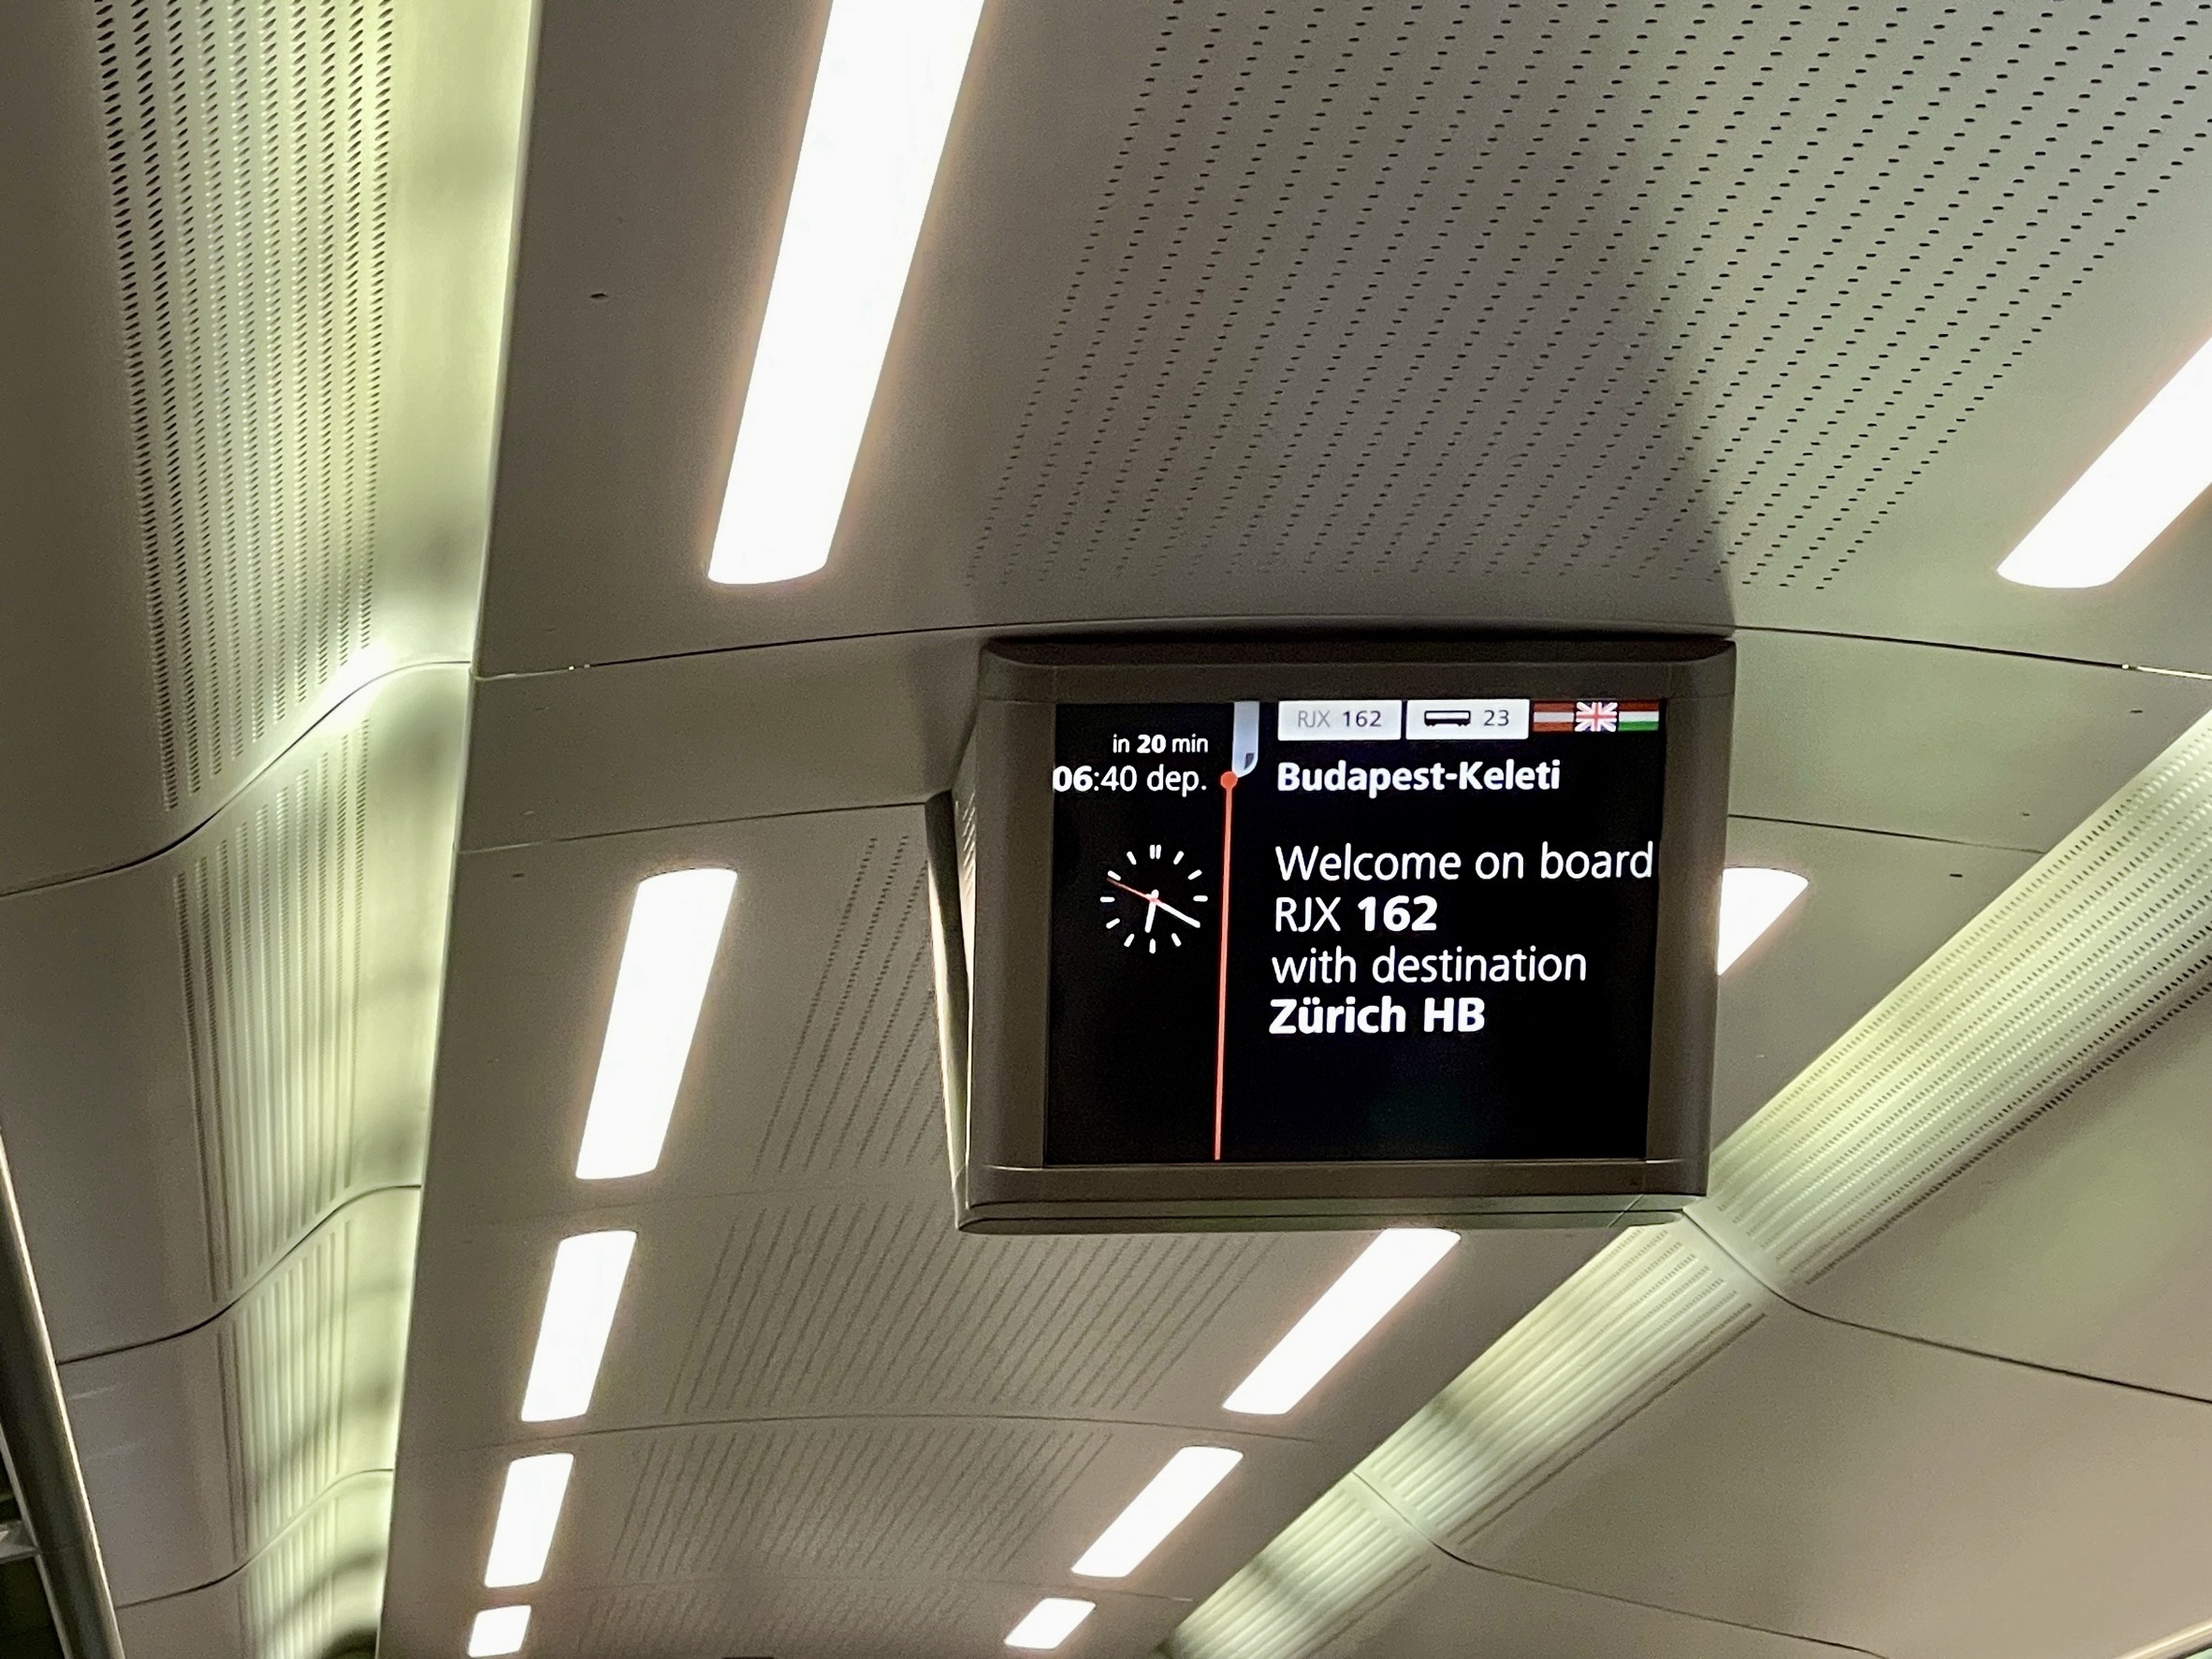 RJX 162 23
in 20 min
06:40 dep. Budapest-Keleti
Welcome on board
RJX 162
with destination
Zürich HB